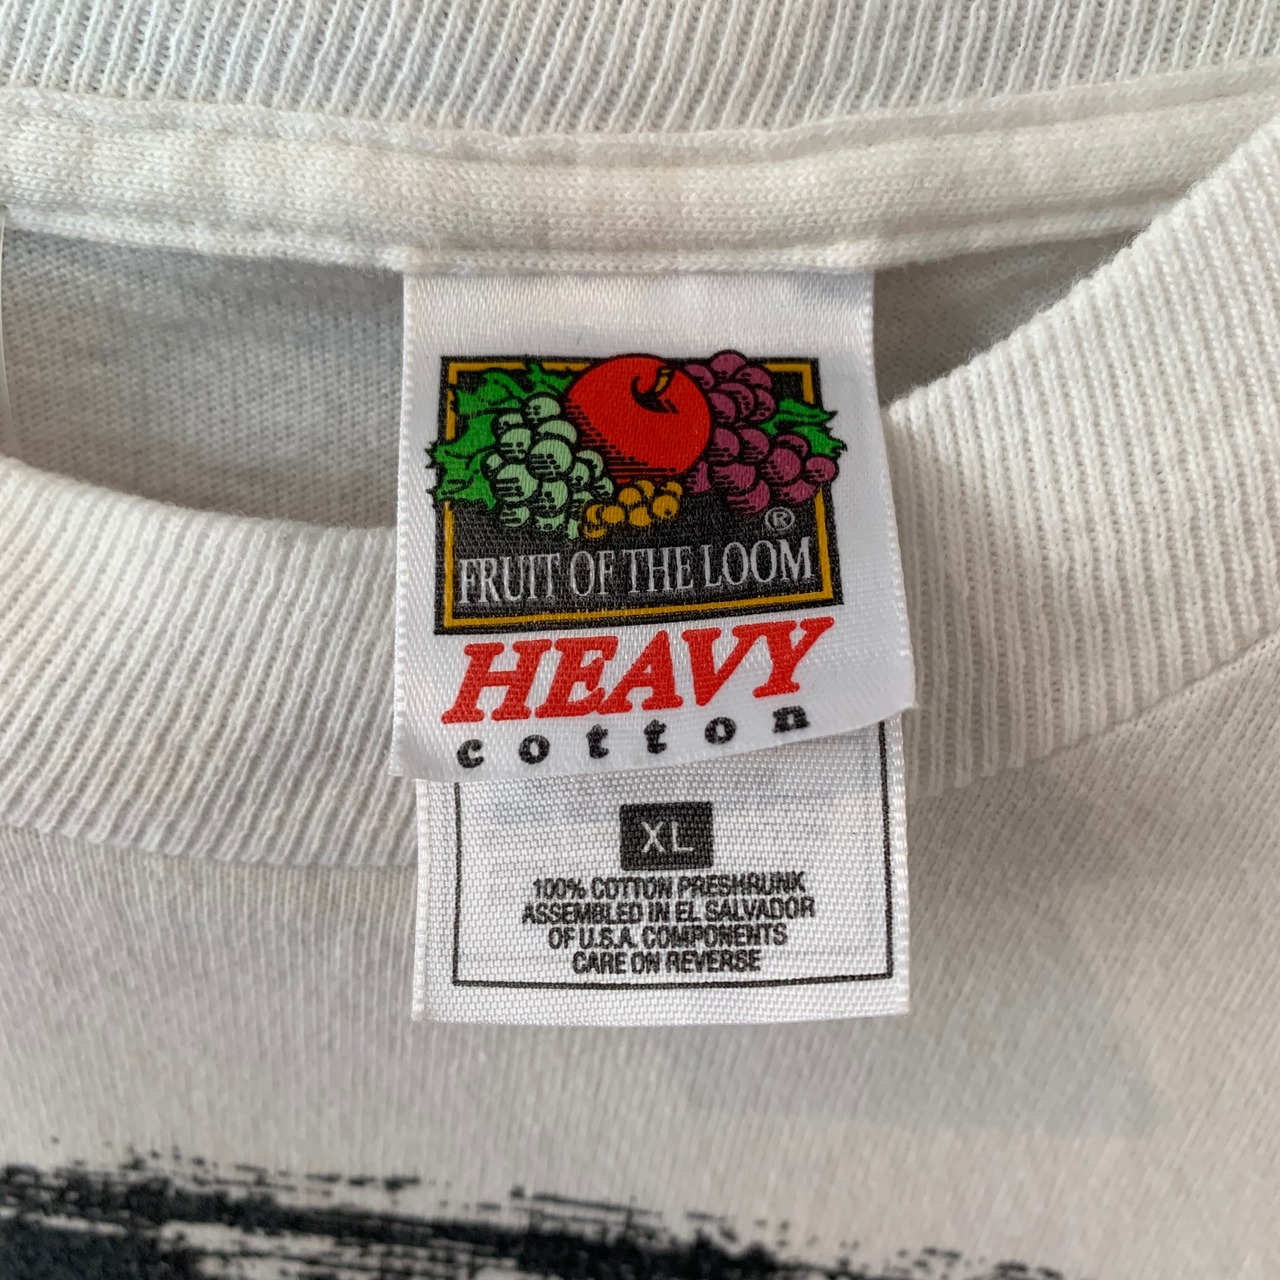 ®
FRUIT OF THE LOOM
HEAVY
cotton
XL
100% COTTON PRESHRUNK
ASSEMBLED IN EL SALVADOR
OF U.S.A. COMPONENTS
CARE ON REVERSE